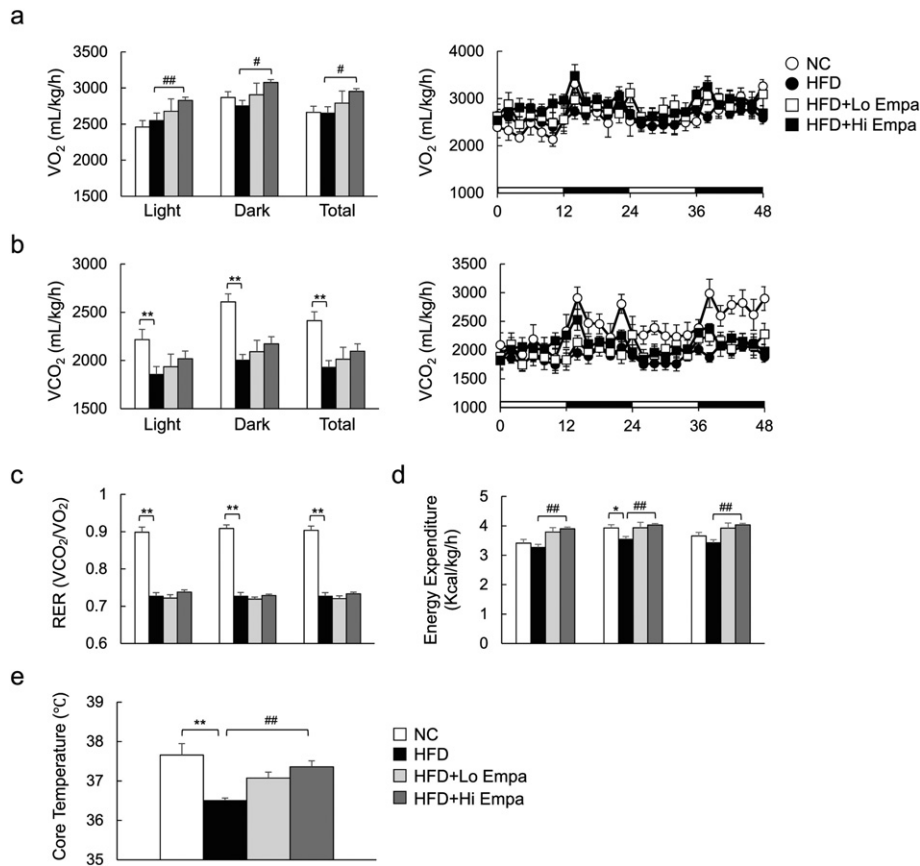 a
3500
3000
2500
2000
1500
VO2 (mL/kg/h)
##
#
#
Light Dark Total
4000
3000
2000
1000
VO2 (mL/kg/h)
0 12 24 36 48
NC
HFD
HFD+Lo Empa
HFD+Hi Empa
b
3000
2500
2000
1500
VCO2 (mL/kg/h)
**
**
**
Light Dark Total
3500
3000
2500
2000
1500
1000
VCO2 (mL/kg/h)
0 12 24 36 48
c
1
0.9
0.8
0.7
0.6
RER (VCO2/VO2)
**
**
**
d
5
4
3
2
1
0
Energy Expenditure
(Kcal/kg/h)
##
*
##
##
e
39
38
37
36
35
Core Temperature (℃)
**
##
NC
HFD
HFD+Lo Empa
HFD+Hi Empa